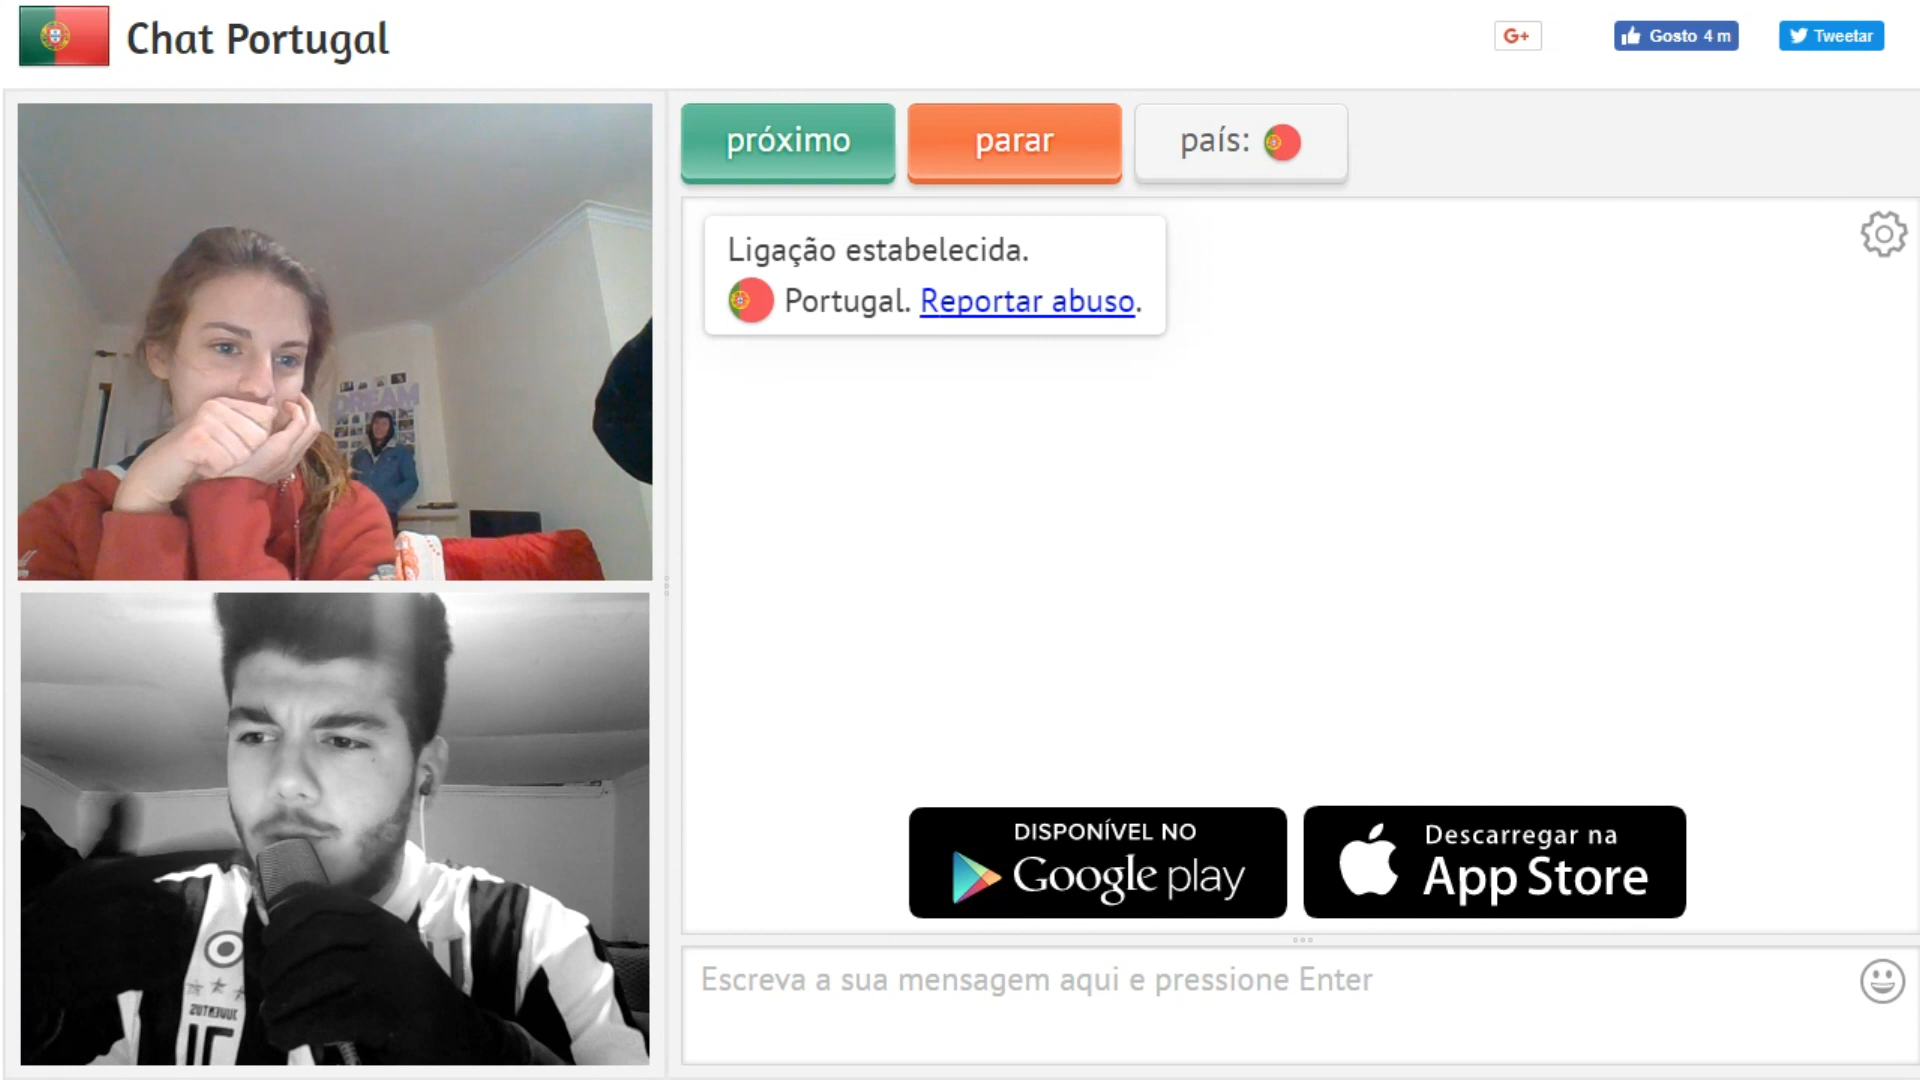 Chat Portugal
G+
Gosto 4 m
Tweetar
próximo
parar
país:
Ligação estabelecida.
Portugal. Reportar abuso.
DREAM
DISPONÍVEL NO
Google play
Descarregar na
App Store
Escreva a sua mensagem aqui e pressione Enter